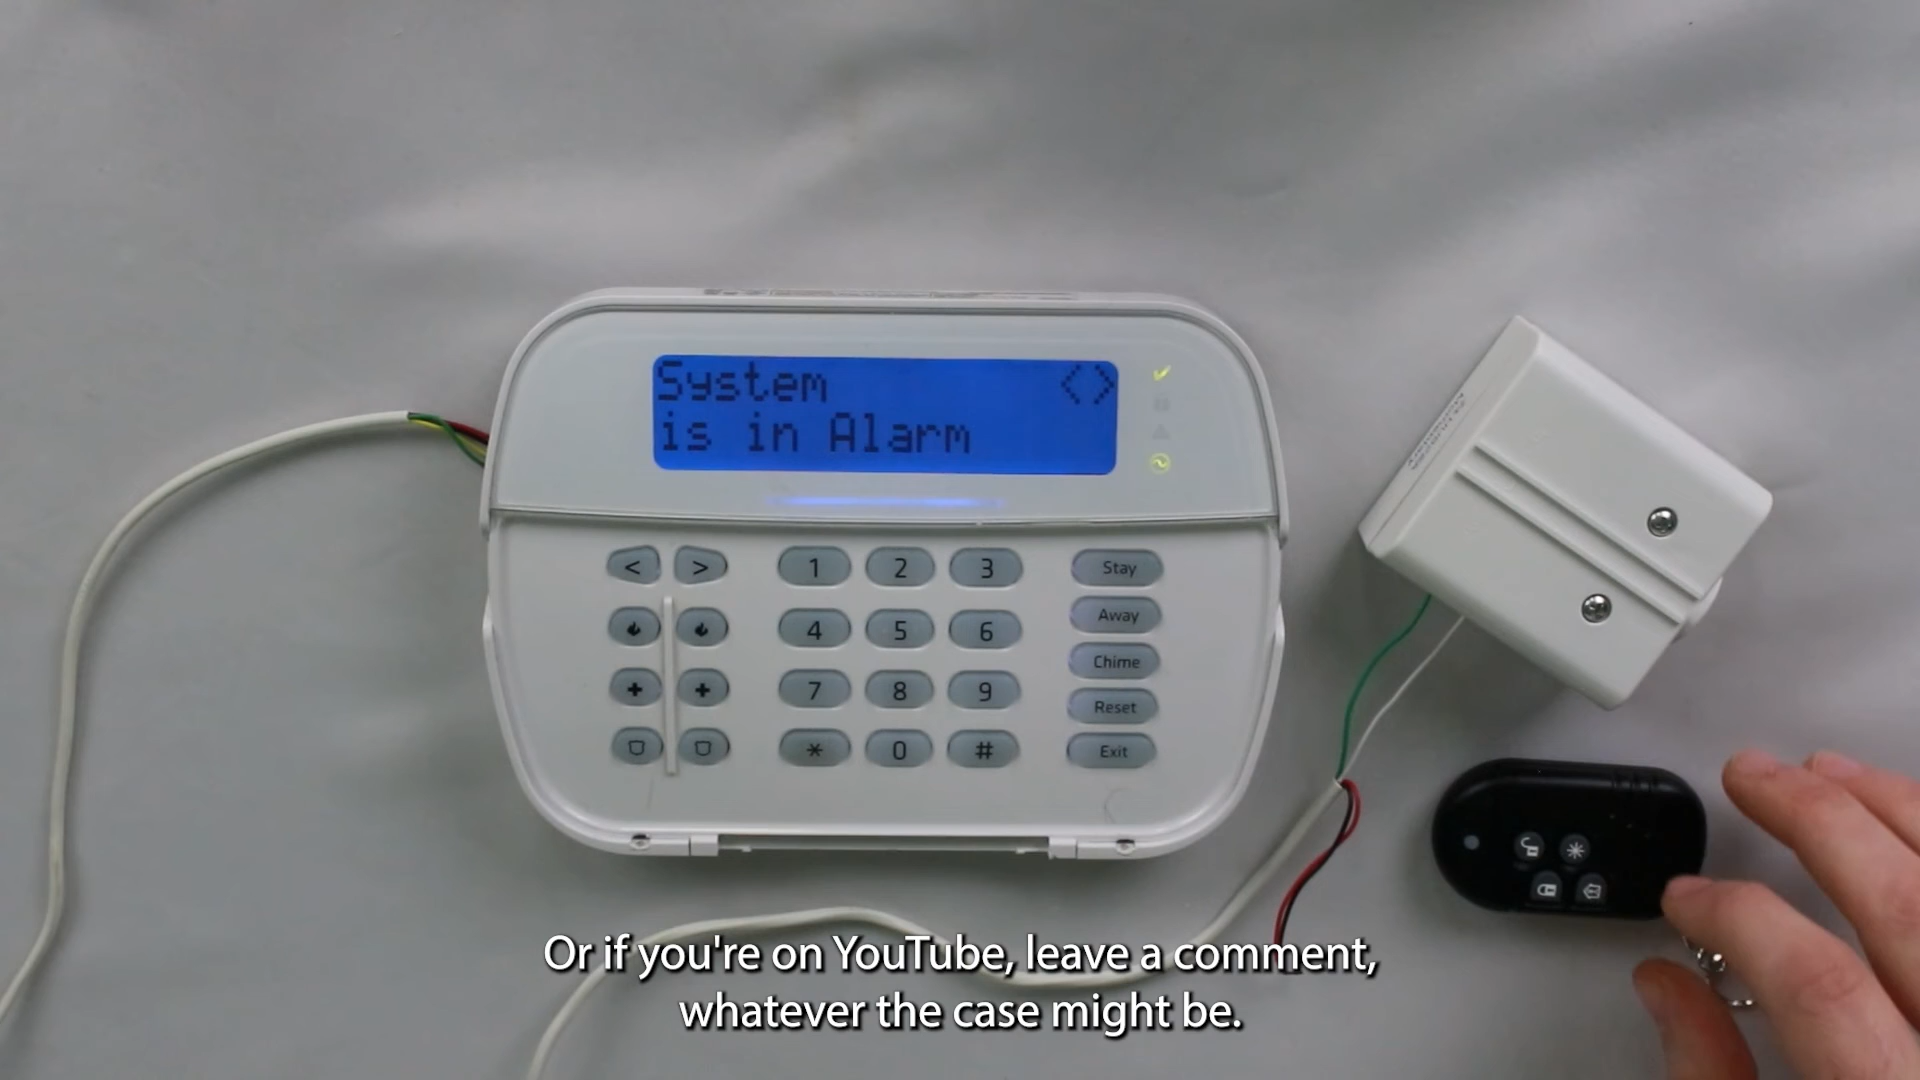 System <>
is in Alarm
< >
1 2 3
Stay
4 5 6
Away
Chime
7 8 9
Reset
* 0 #
Exit
Or if you're on YouTube, leave a comment,
whatever the case might be.